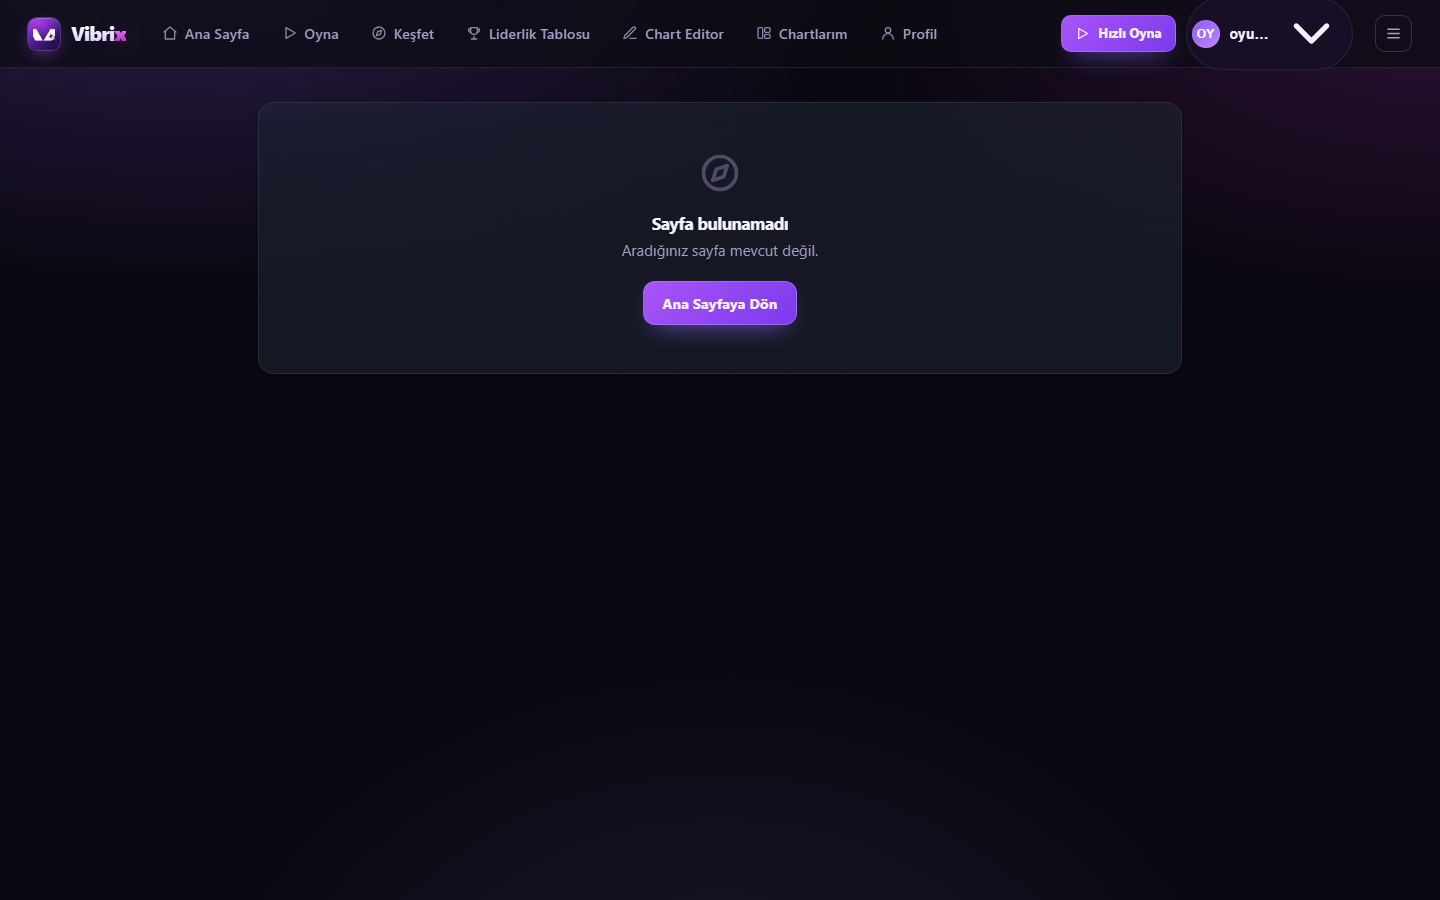 Vibrix
Ana Sayfa
Oyna
Keşfet
Liderlik Tablosu
Chart Editor
Chartlarım
Profil
Hızlı Oyna
OY
oyu...
Sayfa bulunamadı
Aradığınız sayfa mevcut değil.
Ana Sayfaya Dön